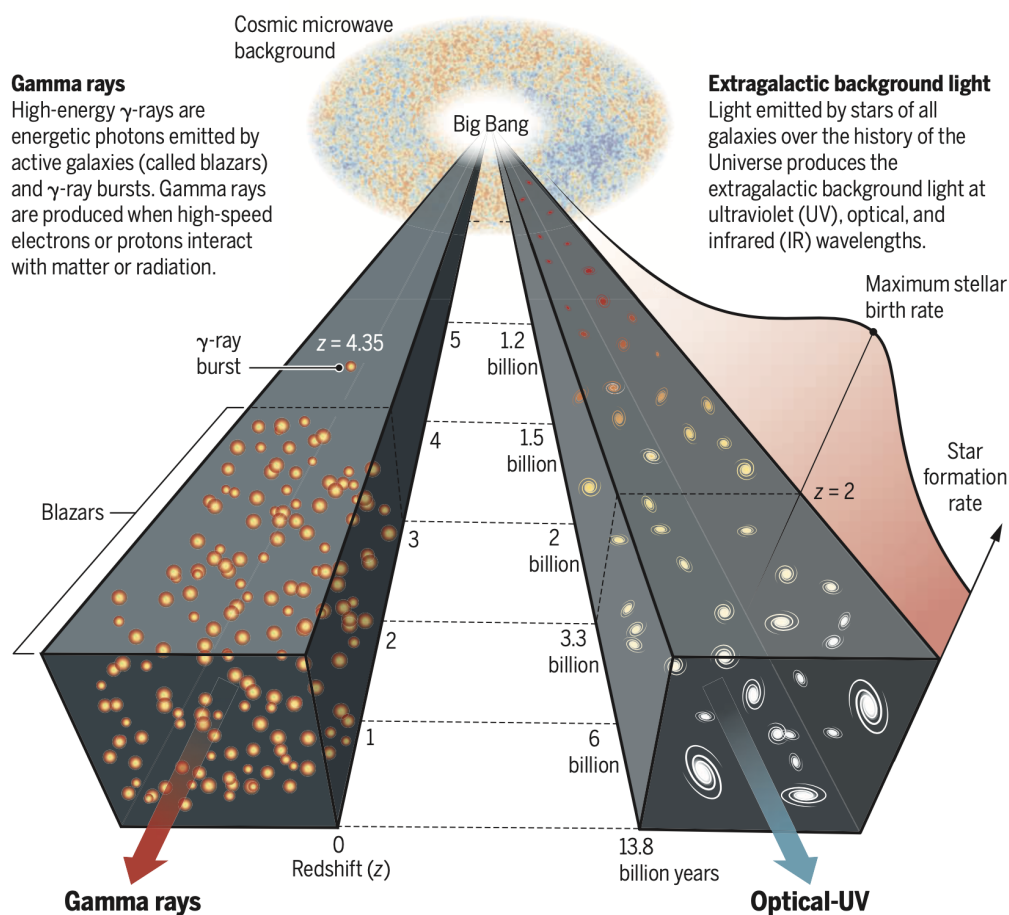 Cosmic microwave
background
Gamma rays
High-energy γ-rays are
energetic photons emitted by
active galaxies (called blazars)
and γ-ray bursts. Gamma rays
are produced when high-speed
electrons or protons interact
with matter or radiation.
Big Bang
Extragalactic background light
Light emitted by stars of all
galaxies over the history of the
Universe produces the
extragalactic background light at
ultraviolet (UV), optical, and
infrared (IR) wavelengths.
Maximum stellar
birth rate
γ-ray
burst
z = 4.35
5
1.2
billion
4
1.5
billion
Star
formation
rate
z = 2
Blazars
3
2
billion
2
3.3
billion
1
6
billion
0
Redshift (z)
13.8
billion years
Gamma rays
Optical-UV